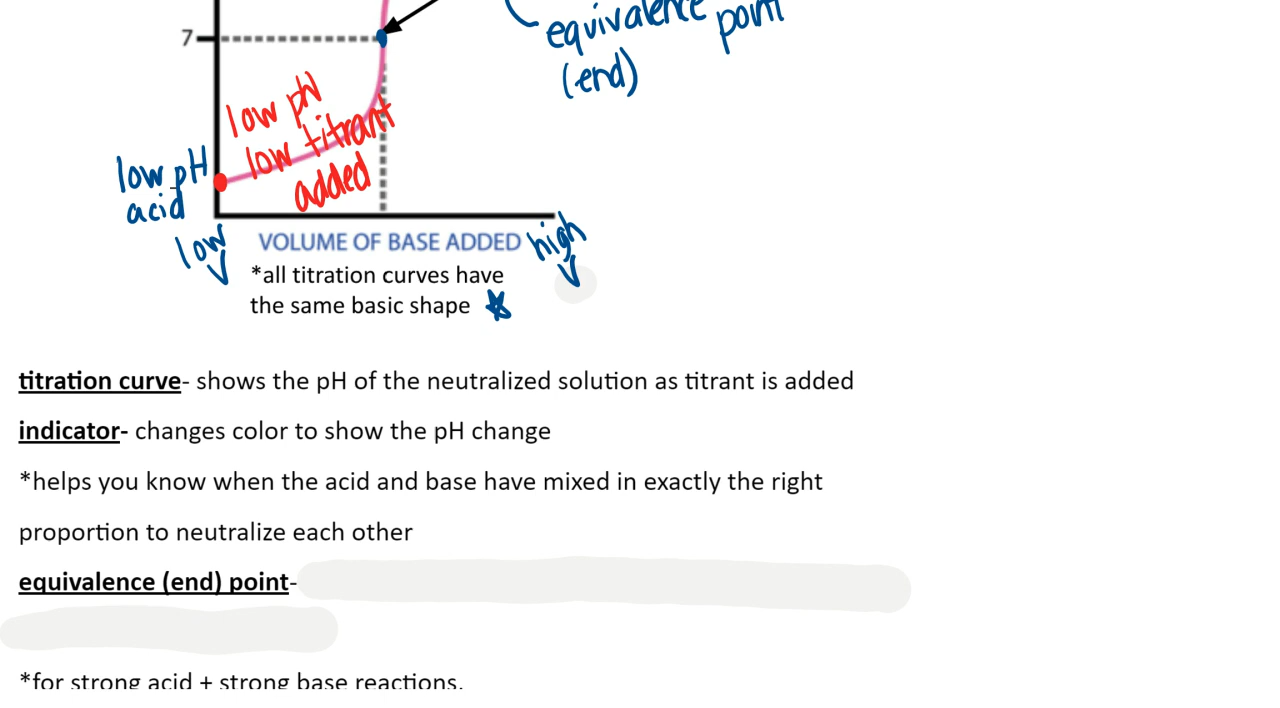 equivalence point
(end)
7
low pH
low titrant
added
low pH
acid
low
VOLUME OF BASE ADDED
high
*all titration curves have
the same basic shape
titration curve- shows the pH of the neutralized solution as titrant is added
indicator- changes color to show the pH change
*helps you know when the acid and base have mixed in exactly the right
proportion to neutralize each other
equivalence (end) point-
*for strong acid + strong base reactions,